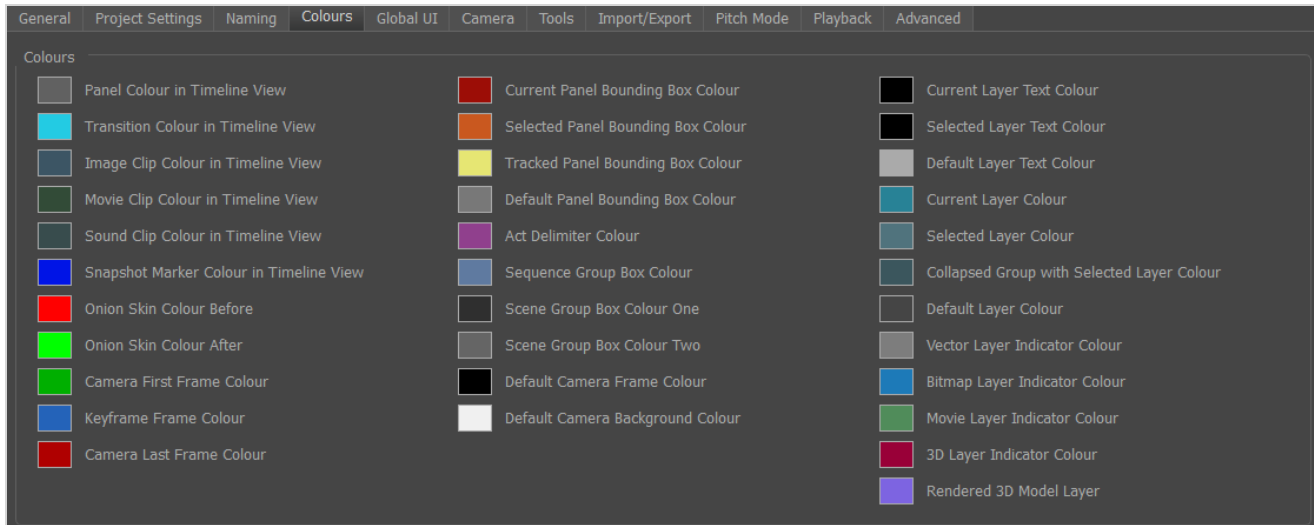 General Project Settings Naming Colours Global UI Camera Tools Import/Export Pitch Mode Playback Advanced
Colours
Panel Colour in Timeline View
Transition Colour in Timeline View
Image Clip Colour in Timeline View
Movie Clip Colour in Timeline View
Sound Clip Colour in Timeline View
Snapshot Marker Colour in Timeline View
Onion Skin Colour Before
Onion Skin Colour After
Camera First Frame Colour
Keyframe Frame Colour
Camera Last Frame Colour
Current Panel Bounding Box Colour
Selected Panel Bounding Box Colour
Tracked Panel Bounding Box Colour
Default Panel Bounding Box Colour
Act Delimiter Colour
Sequence Group Box Colour
Scene Group Box Colour One
Scene Group Box Colour Two
Default Camera Frame Colour
Default Camera Background Colour
Current Layer Text Colour
Selected Layer Text Colour
Default Layer Text Colour
Current Layer Colour
Selected Layer Colour
Collapsed Group with Selected Layer Colour
Default Layer Colour
Vector Layer Indicator Colour
Bitmap Layer Indicator Colour
Movie Layer Indicator Colour
3D Layer Indicator Colour
Rendered 3D Model Layer